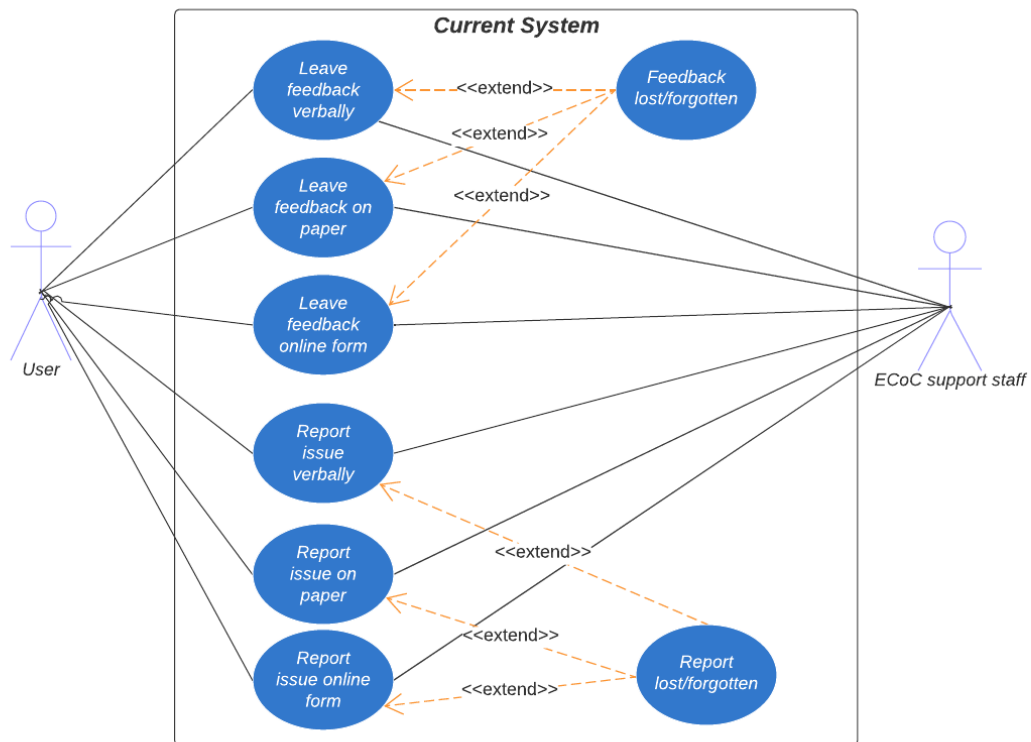 Current System
Leave
feedback
verbally
<<extend>>
Feedback
lost/forgotten
<<extend>>
Leave
feedback on
paper
<<extend>>
Leave
feedback
online form
User
ECoC support staff
Report
issue
verbally
<<extend>>
Report
issue on
paper
<<extend>>
Report
issue online
form
<<extend>>
Report
lost/forgotten